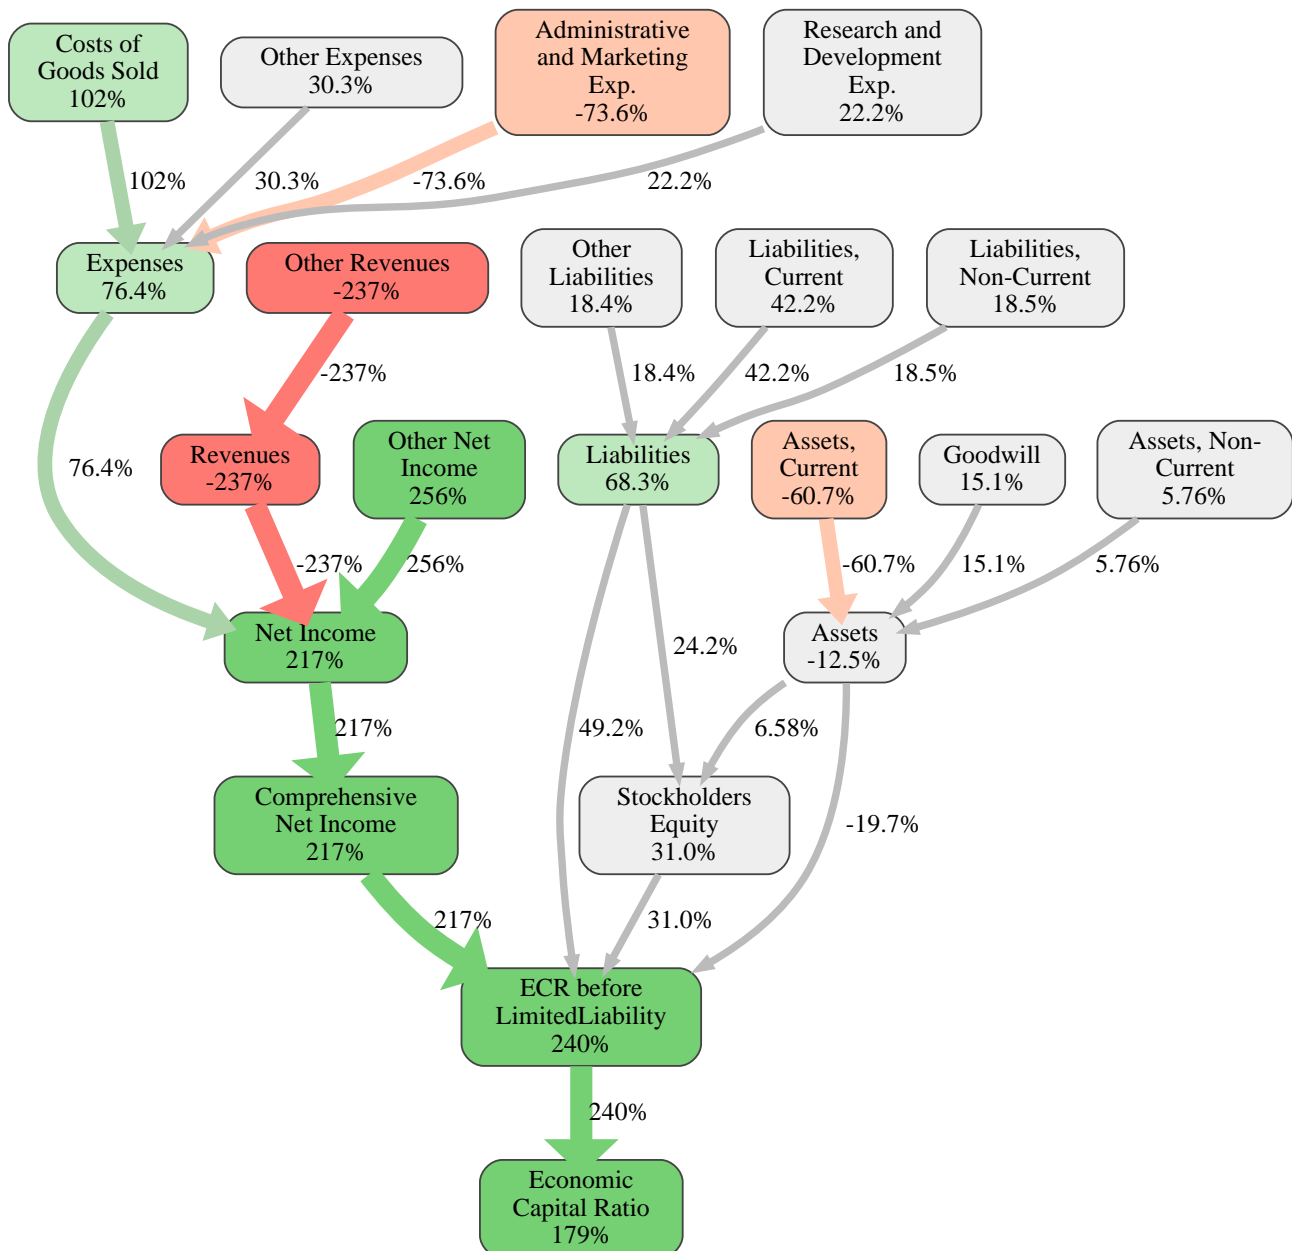 Costs of
Goods Sold
102%
Other Expenses
30.3%
Administrative
and Marketing
Exp.
-73.6%
Research and
Development
Exp.
22.2%
102%
30.3%
-73.6%
22.2%
Expenses
76.4%
Other Revenues
-237%
Other
Liabilities
18.4%
Liabilities,
Current
42.2%
Liabilities,
Non-Current
18.5%
-237%
18.4%
42.2%
18.5%
76.4%
Revenues
-237%
Other Net
Income
256%
Liabilities
68.3%
Assets,
Current
-60.7%
Goodwill
15.1%
Assets, Non-
Current
5.76%
-237%
256%
-60.7%
15.1%
5.76%
Net Income
217%
24.2%
Assets
-12.5%
217%
49.2%
6.58%
-19.7%
Comprehensive
Net Income
217%
Stockholders
Equity
31.0%
217%
31.0%
ECR before
LimitedLiability
240%
240%
Economic
Capital Ratio
179%